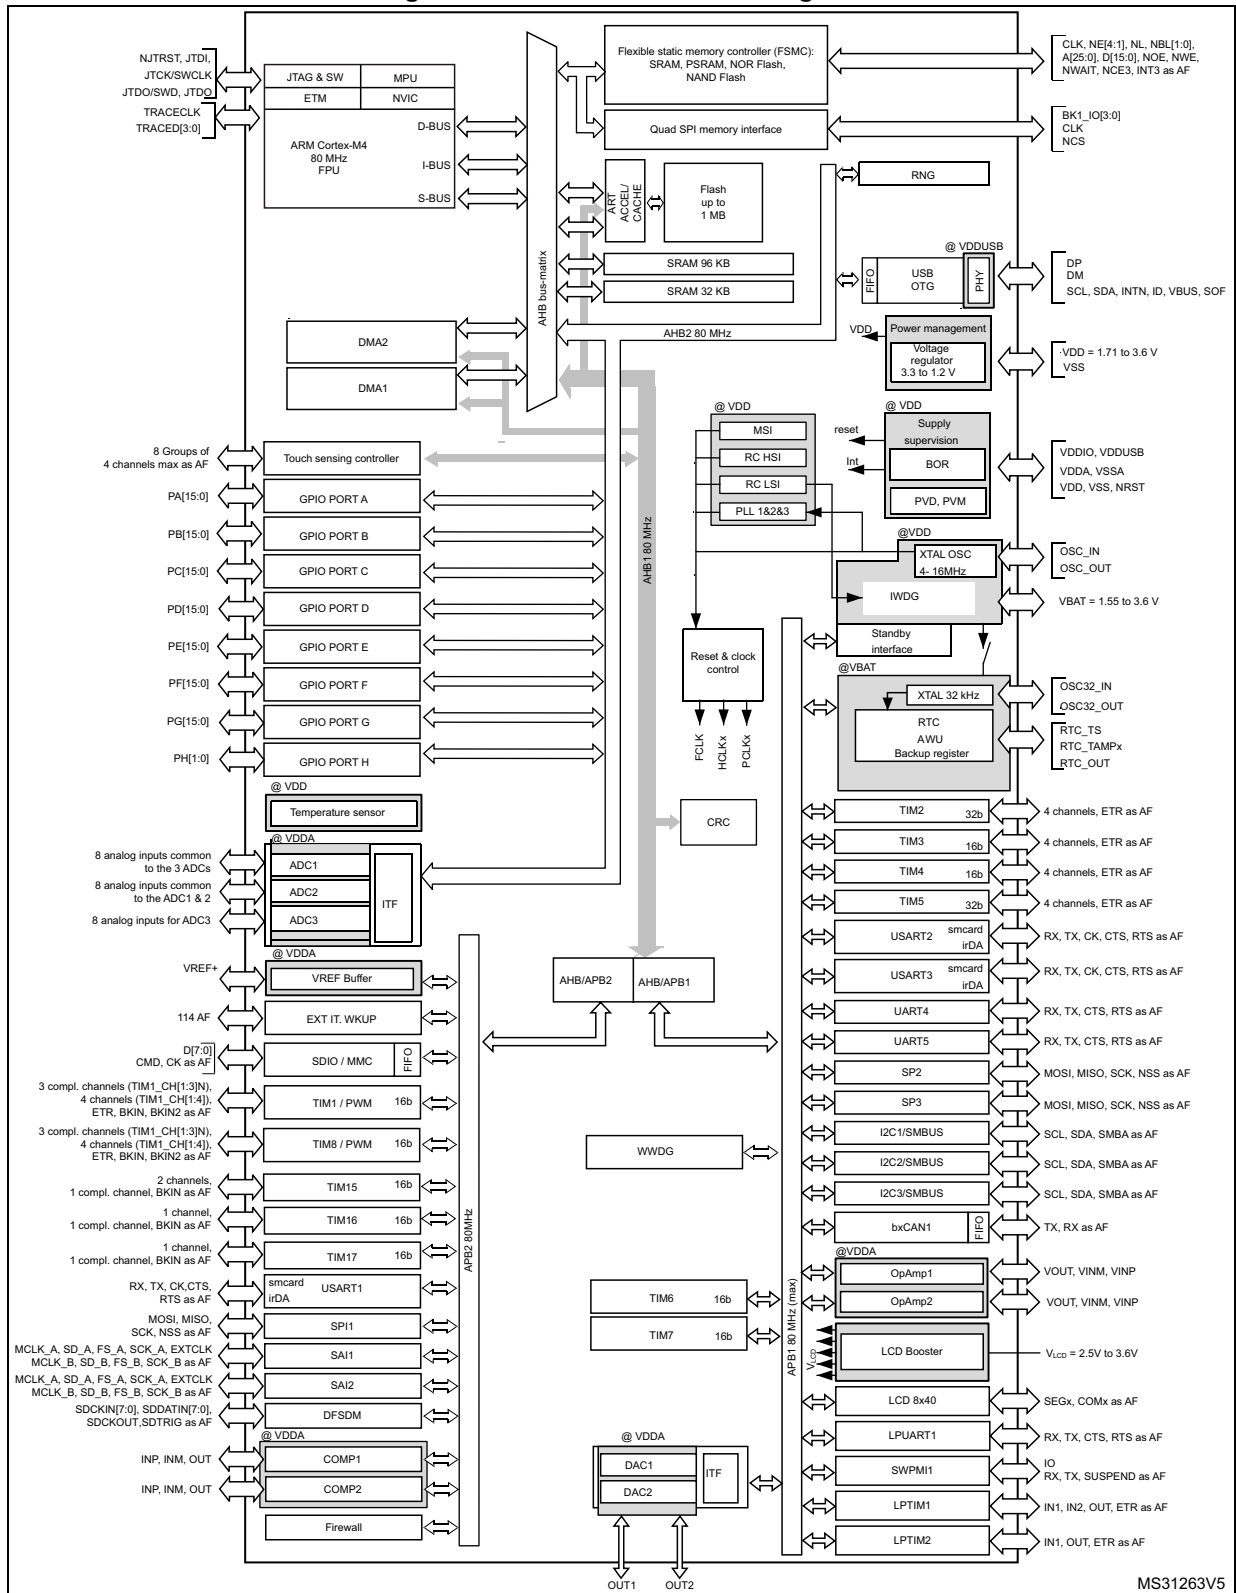 NJTRST, JTDI,
JTCK/SWCLK
JTDO/SWD, JTDO
TRACECLK
TRACED[3:0]
JTAG & SW
MPU
ETM
NVIC
ARM Cortex-M4
80 MHz
FPU
D-BUS
I-BUS
S-BUS
AHB bus-matrix
Flexible static memory controller (FSMC):
SRAM, PSRAM, NOR Flash,
NAND Flash
CLK, NE[4:1], NL, NBL[1:0],
A[25:0], D[15:0], NOE, NWE,
NWAIT, NCE3, INT3 as AF
Quad SPI memory interface
BK1_IO[3:0]
CLK
NCS
ART
ACCEL/
CACHE
Flash
up to
1 MB
RNG
SRAM 96 KB
SRAM 32 KB
@ VDDUSB
FIFO
USB
OTG
PHY
DP
DM
SCL, SDA, INTN, ID, VBUS, SOF
DMA2
DMA1
AHB2 80 MHz
VDD
Power management
Voltage
regulator
3.3 to 1.2 V
VDD = 1.71 to 3.6 V
VSS
@ VDD
MSI
RC HSI
RC LSI
PLL 1&2&3
@ VDD
reset
Int
Supply
supervision
BOR
PVD, PVM
VDDIO, VDDUSB
VDDA, VSSA
VDD, VSS, NRST
8 Groups of
4 channels max as AF
Touch sensing controller
PA[15:0]
GPIO PORT A
PB[15:0]
GPIO PORT B
PC[15:0]
GPIO PORT C
PD[15:0]
GPIO PORT D
PE[15:0]
GPIO PORT E
PF[15:0]
GPIO PORT F
PG[15:0]
GPIO PORT G
PH[1:0]
GPIO PORT H
AHB1 80 MHz
@VDD
XTAL OSC
4- 16MHz
IWDG
OSC_IN
OSC_OUT
VBAT = 1.55 to 3.6 V
Standby
interface
Reset & clock
control
FCLK
HCLKx
PCLKx
@VBAT
XTAL 32 kHz
RTC
AWU
Backup register
OSC32_IN
OSC32_OUT
RTC_TS
RTC_TAMPx
RTC_OUT
@ VDD
Temperature sensor
@ VDDA
8 analog inputs common
to the 3 ADCs
8 analog inputs common
to the ADC1 & 2
8 analog inputs for ADC3
ADC1
ADC2
ADC3
ITF
CRC
@ VDDA
VREF+
VREF Buffer
AHB/APB2
AHB/APB1
114 AF
EXT IT. WKUP
D[7:0]
CMD, CK as AF
SDIO / MMC
FIFO
3 compl. channels (TIM1_CH[1:3]N),
4 channels (TIM1_CH[1:4]),
ETR, BKIN, BKIN2 as AF
TIM1 / PWM
16b
3 compl. channels (TIM1_CH[1:3]N),
4 channels (TIM1_CH[1:4]),
ETR, BKIN, BKIN2 as AF
TIM8 / PWM
16b
2 channels,
1 compl. channel, BKIN as AF
TIM15
16b
1 channel,
1 compl. channel, BKIN as AF
TIM16
16b
1 channel,
1 compl. channel, BKIN as AF
TIM17
16b
RX, TX, CK,CTS,
RTS as AF
smcard
irDA
USART1
MOSI, MISO,
SCK, NSS as AF
SPI1
MCLK_A, SD_A, FS_A, SCK_A, EXTCLK
MCLK_B, SD_B, FS_B, SCK_B as AF
SAI1
MCLK_A, SD_A, FS_A, SCK_A, EXTCLK
MCLK_B, SD_B, FS_B, SCK_B as AF
SAI2
SDCKIN[7:0], SDDATIN[7:0],
SDCKOUT,SDTRIG as AF
DFSDM
@ VDDA
INP, INM, OUT
COMP1
INP, INM, OUT
COMP2
Firewall
APB2 80MHz
WWDG
TIM6
16b
TIM7
16b
@ VDDA
DAC1
DAC2
ITF
OUT1
OUT2
APB1 80 MHz (max)
TIM2
32b
4 channels, ETR as AF
TIM3
16b
4 channels, ETR as AF
TIM4
16b
4 channels, ETR as AF
TIM5
32b
4 channels, ETR as AF
USART2
smcard
irDA
RX, TX, CK, CTS, RTS as AF
USART3
smcard
irDA
RX, TX, CK, CTS, RTS as AF
UART4
RX, TX, CTS, RTS as AF
UART5
RX, TX, CTS, RTS as AF
SP2
MOSI, MISO, SCK, NSS as AF
SP3
MOSI, MISO, SCK, NSS as AF
I2C1/SMBUS
SCL, SDA, SMBA as AF
I2C2/SMBUS
SCL, SDA, SMBA as AF
I2C3/SMBUS
SCL, SDA, SMBA as AF
bxCAN1
FIFO
TX, RX as AF
@VDDA
OpAmp1
VOUT, VINM, VINP
OpAmp2
VOUT, VINM, VINP
VLCD
LCD Booster
VLCD = 2.5V to 3.6V
LCD 8x40
SEGx, COMx as AF
LPUART1
RX, TX, CTS, RTS as AF
SWPMI1
IO
RX, TX, SUSPEND as AF
LPTIM1
IN1, IN2, OUT, ETR as AF
LPTIM2
IN1, OUT, ETR as AF
MS31263V5